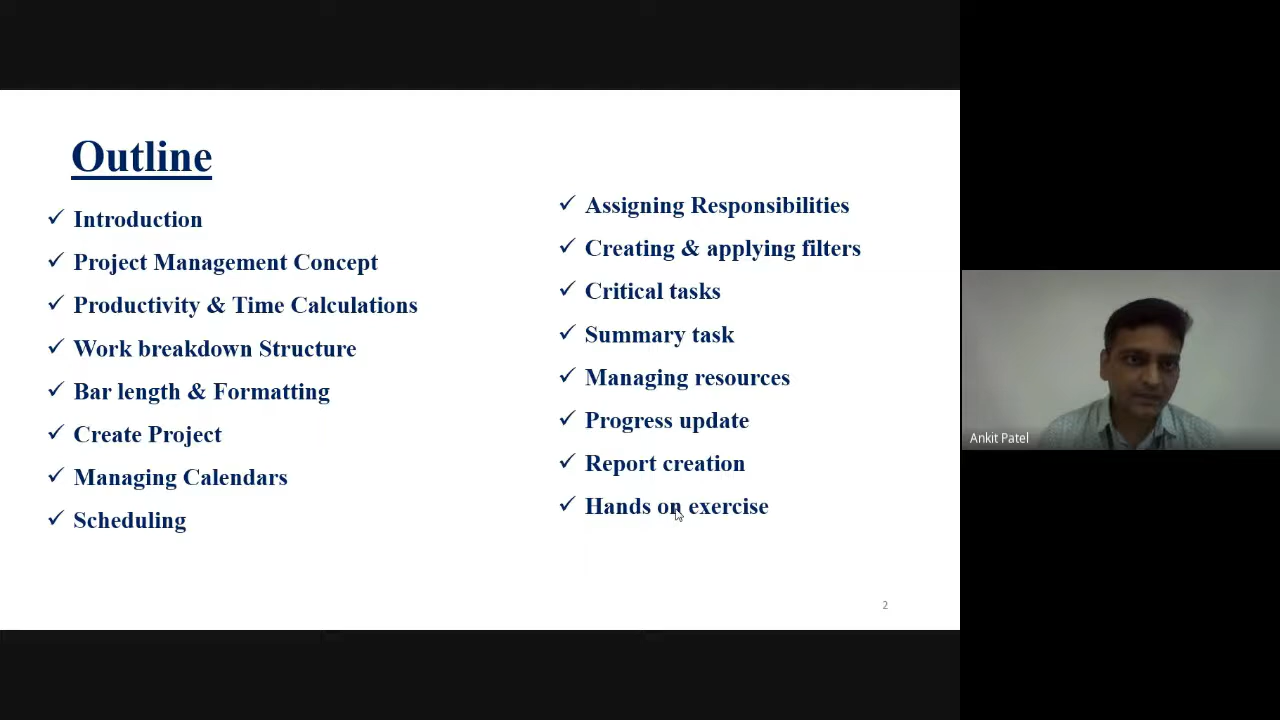 Outline
Introduction
Project Management Concept
Productivity & Time Calculations
Work breakdown Structure
Bar length & Formatting
Create Project
Managing Calendars
Scheduling
Assigning Responsibilities
Creating & applying filters
Critical tasks
Summary task
Managing resources
Progress update
Report creation
Hands on exercise
2
Ankit Patel